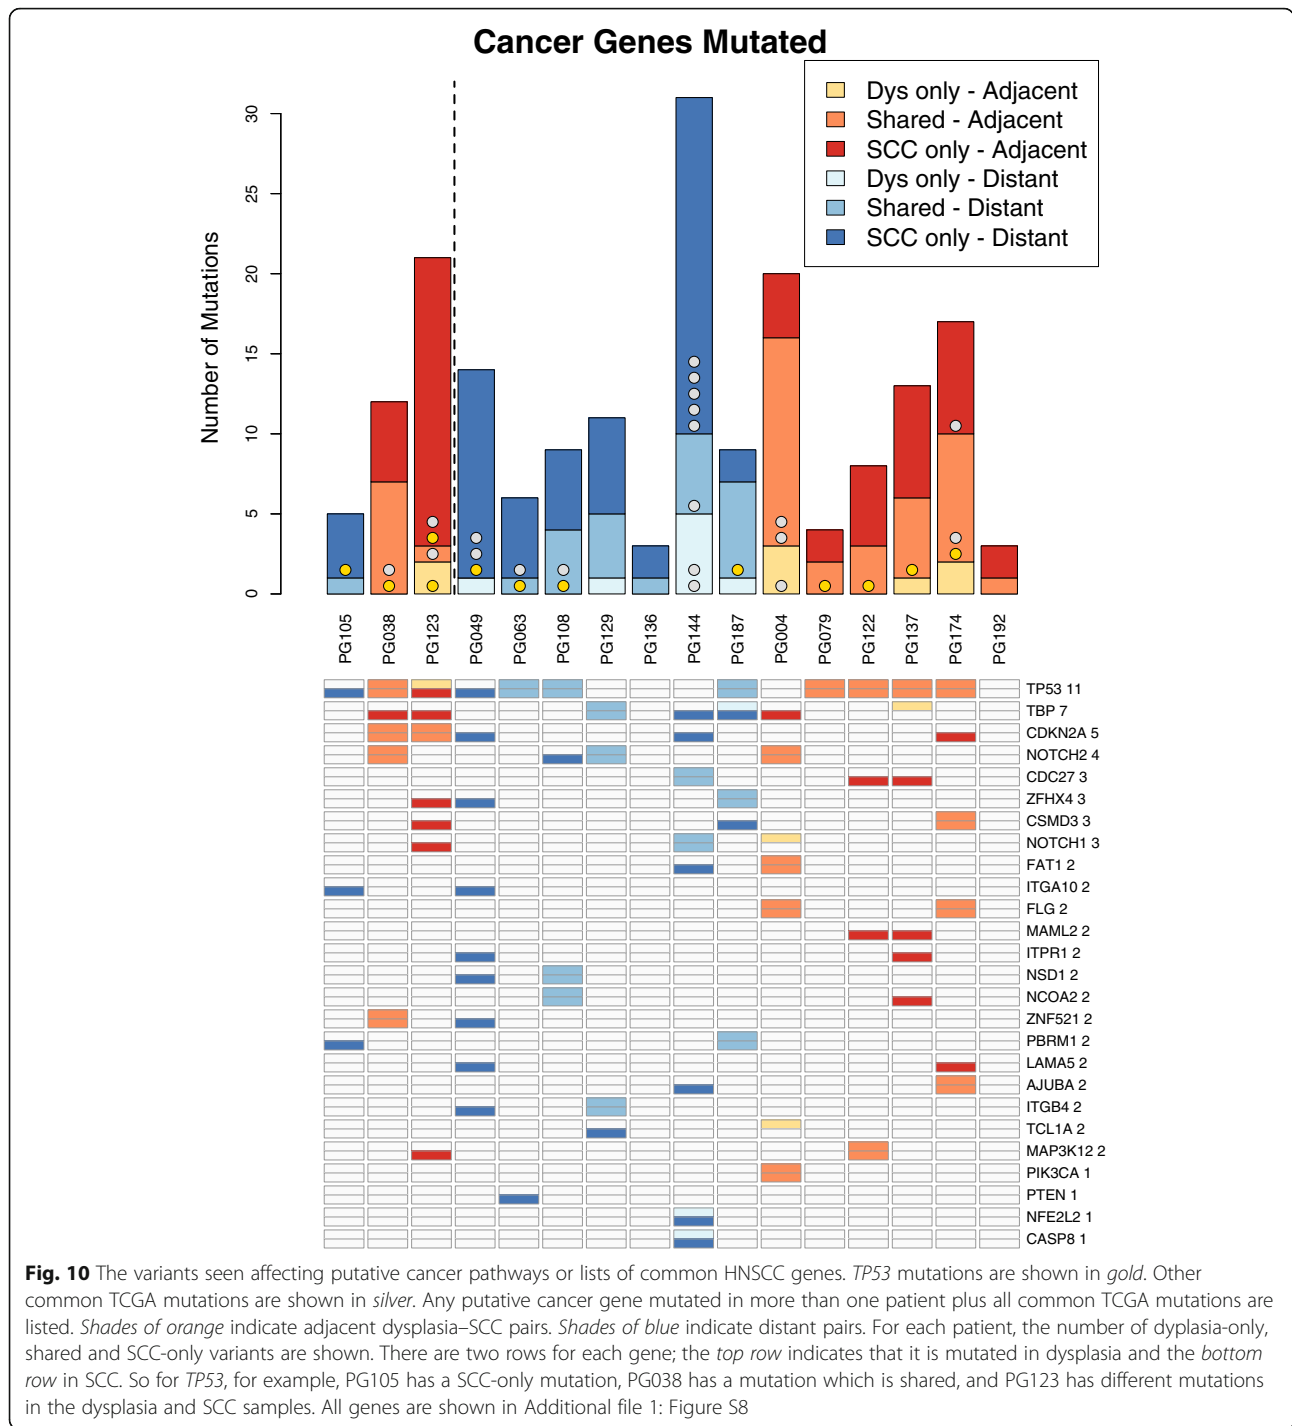 Cancer Genes Mutated
Dys only - Adjacent
Shared - Adjacent
SCC only - Adjacent
Dys only - Distant
Shared - Distant
SCC only - Distant
Number of Mutations
30
25
20
15
10
5
0
PG105 PG038 PG123 PG049 PG063 PG108 PG129 PG136 PG144 PG187 PG004 PG079 PG122 PG137 PG174 PG192
TP53 11
TBP 7
CDKN2A 5
NOTCH2 4
CDC27 3
ZFHX4 3
CSMD3 3
NOTCH1 3
FAT1 2
ITGA10 2
FLG 2
MAML2 2
ITPR1 2
NSD1 2
NCOA2 2
ZNF521 2
PBRM1 2
LAMA5 2
AJUBA 2
ITGB4 2
TCL1A 2
MAP3K12 2
PIK3CA 1
PTEN 1
NFE2L2 1
CASP8 1
Fig. 10 The variants seen affecting putative cancer pathways or lists of common HNSCC genes. TP53 mutations are shown in gold. Other
common TCGA mutations are shown in silver. Any putative cancer gene mutated in more than one patient plus all common TCGA mutations are
listed. Shades of orange indicate adjacent dysplasia–SCC pairs. Shades of blue indicate distant pairs. For each patient, the number of dyplasia-only,
shared and SCC-only variants are shown. There are two rows for each gene; the top row indicates that it is mutated in dysplasia and the bottom
row in SCC. So for TP53, for example, PG105 has a SCC-only mutation, PG038 has a mutation which is shared, and PG123 has different mutations
in the dysplasia and SCC samples. All genes are shown in Additional file 1: Figure S8